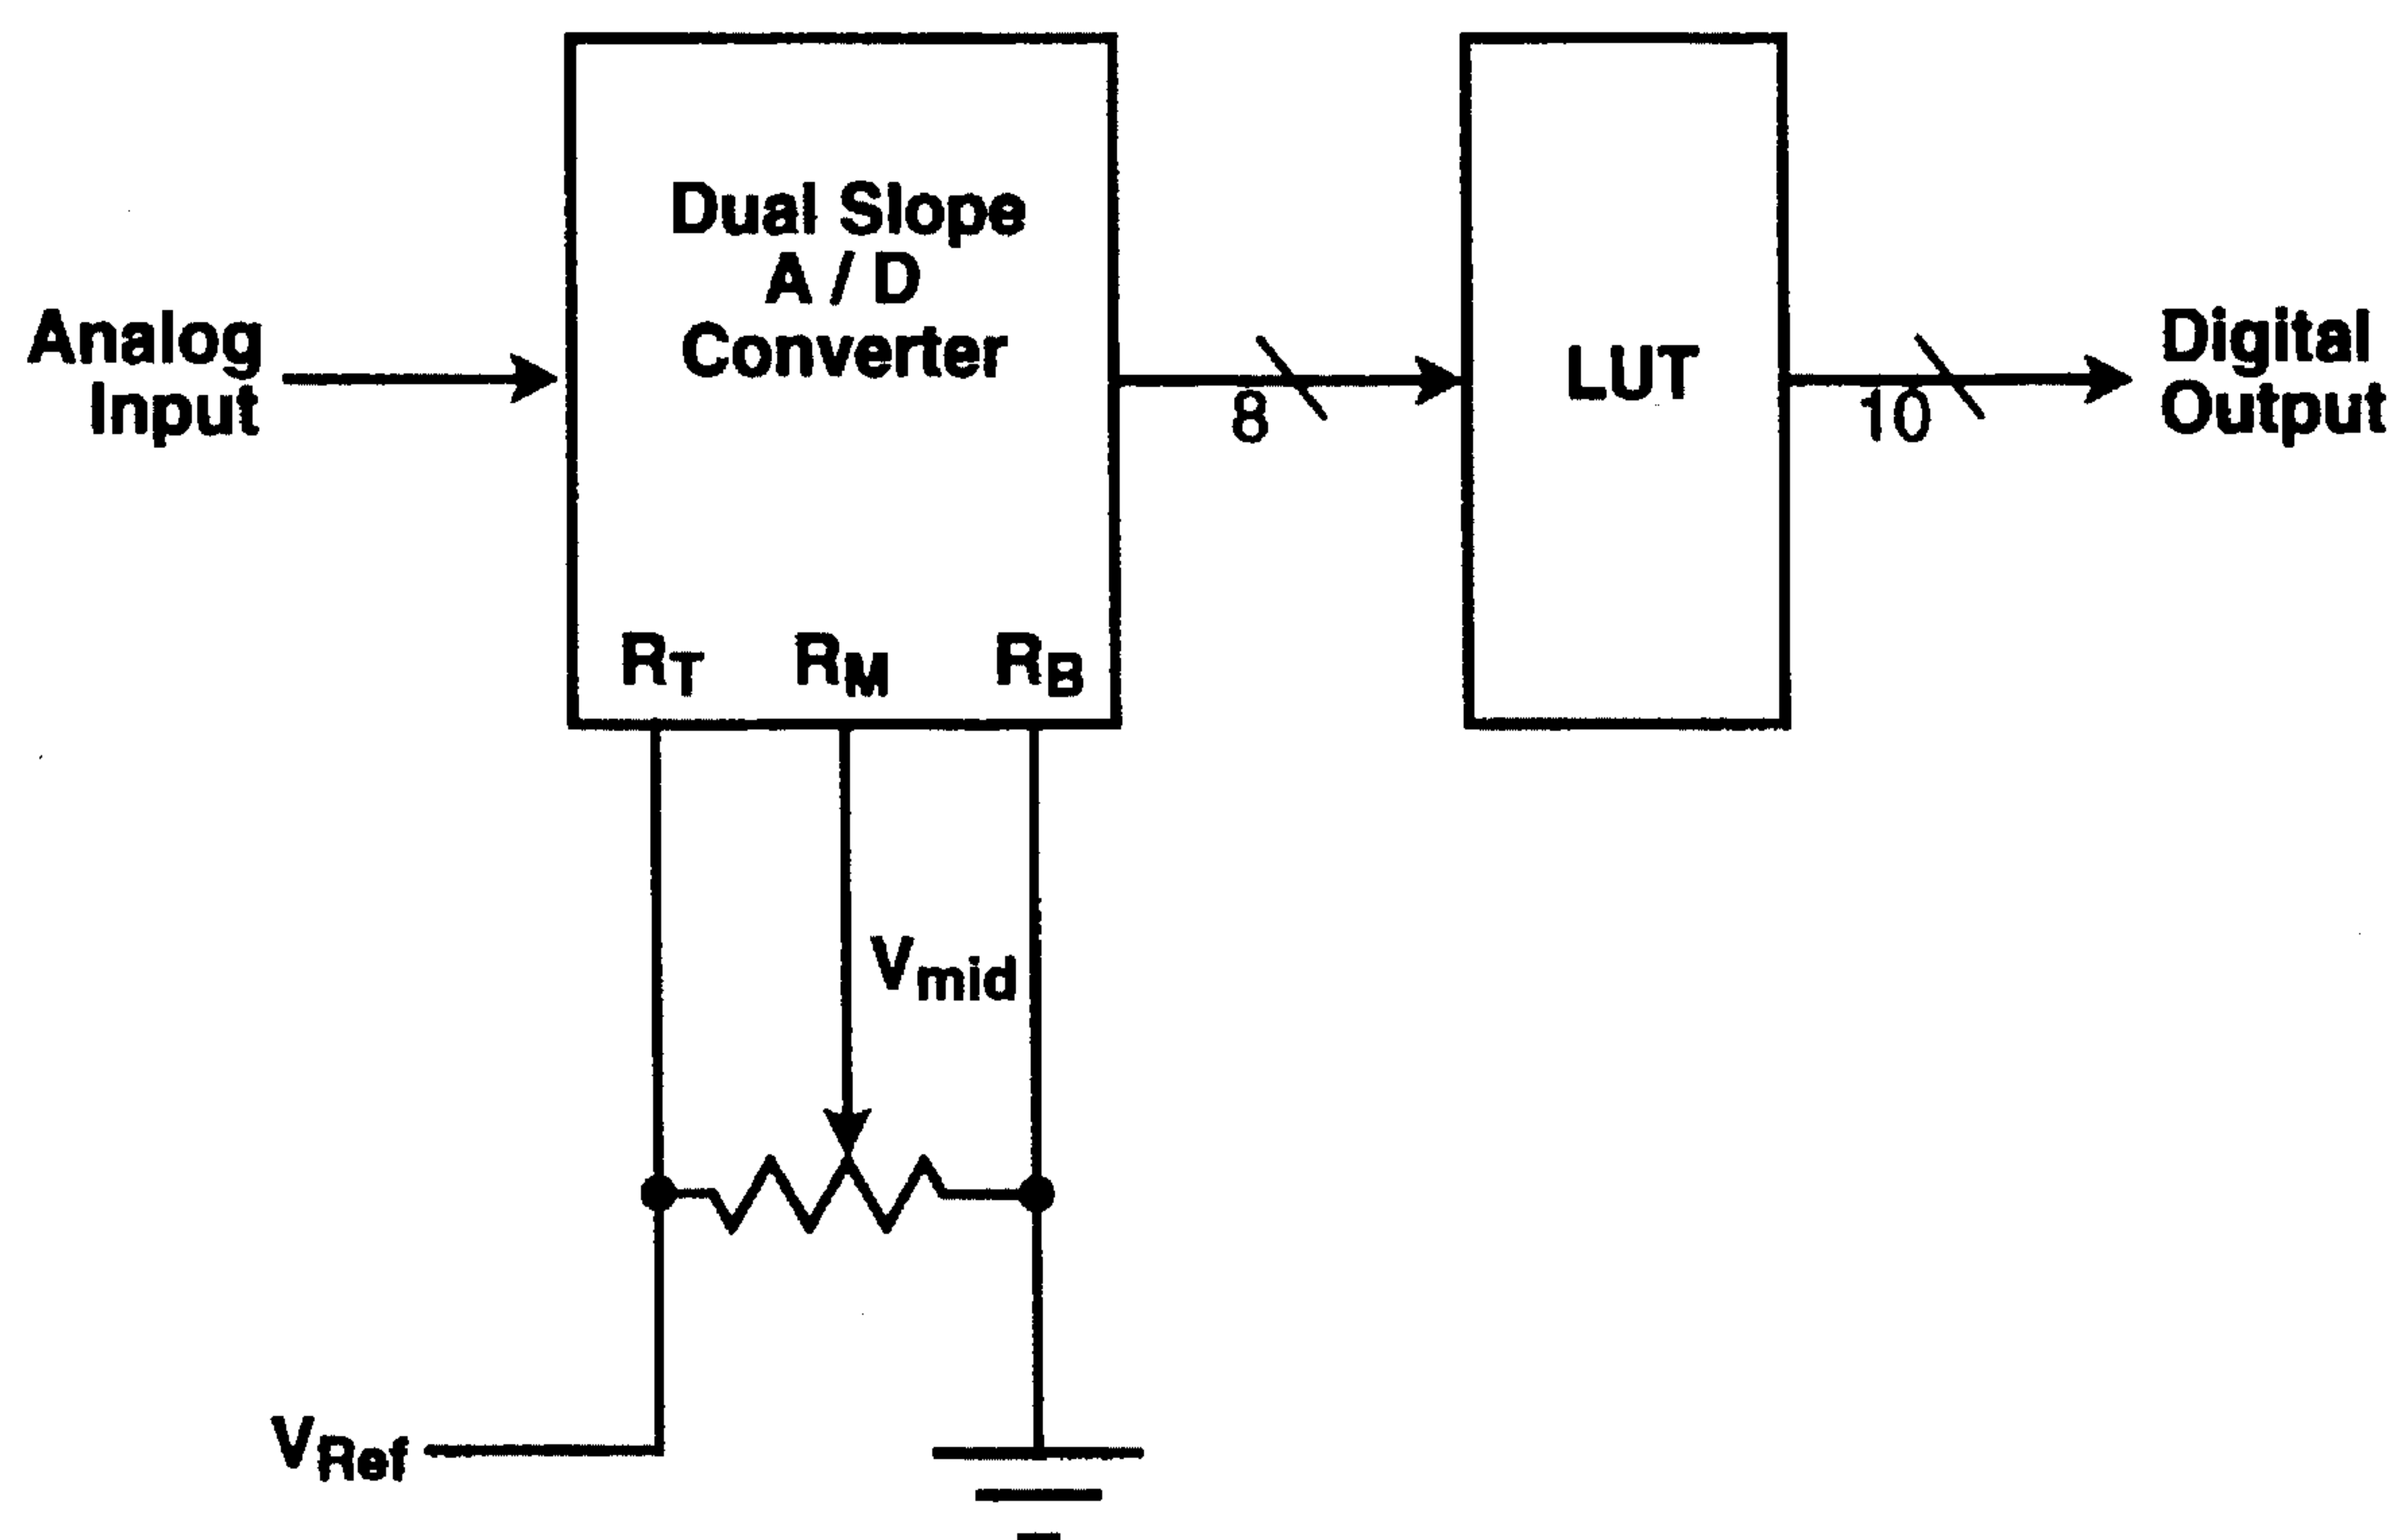 Dual Slope
A / D
Converter
Analog
Input
8
LUT
10
Digital
Output
RT
RM
RB
Vmid
VRef